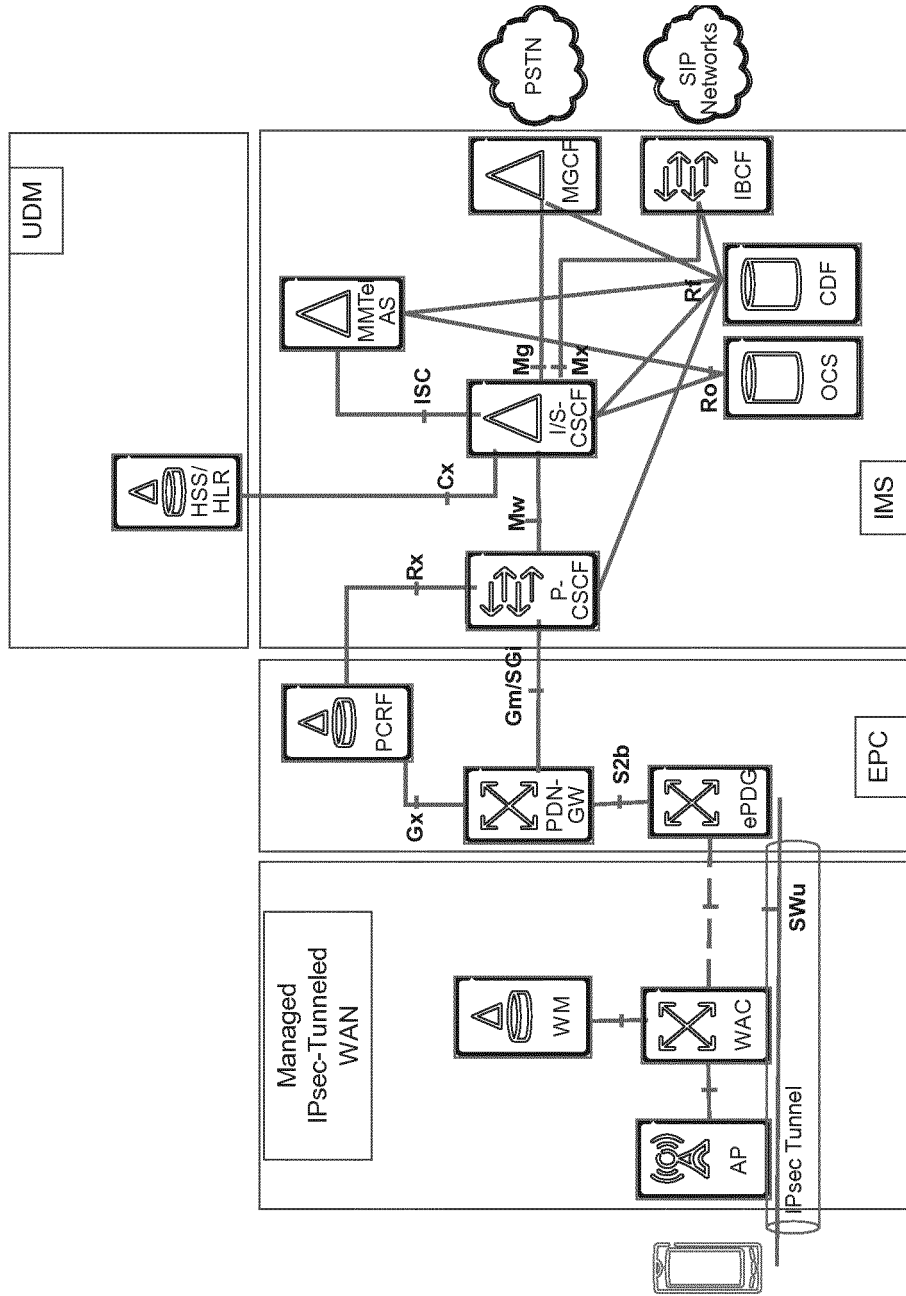 UDM
HSS/
HLR
Managed
IPsec-Tunneled
WAN
PCRF
MMTe
AS
Gx
Rx
Cx
ISC
WM
PDN-
GW
Gm/SGi
P-
CSCF
Mw
I/S-
CSCF
Mg
Mx
MGCF
PSTN
S2b
AP
WAC
ePDG
IBCF
SIP
Networks
Rf
Ro
IPsec Tunnel
SWu
OCS
CDF
EPC
IMS